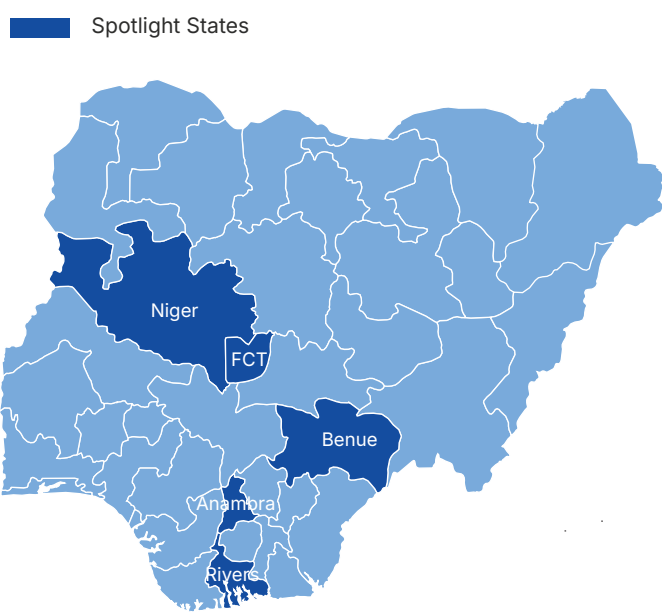 Spotlight States
Niger
FCT
Benue
Anambra
Rivers